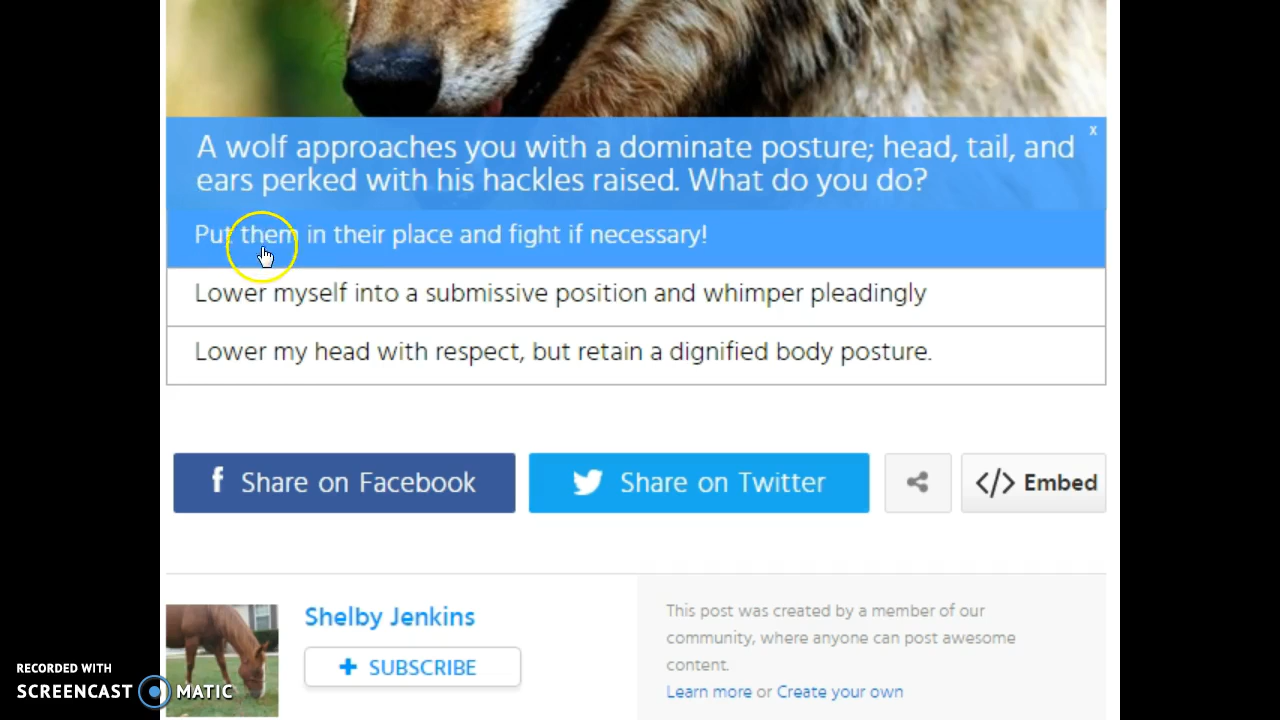 x
A wolf approaches you with a dominate posture; head, tail, and
ears perked with his hackles raised. What do you do?
Put them in their place and fight if necessary!
Lower myself into a submissive position and whimper pleadingly
Lower my head with respect, but retain a dignified body posture.
f Share on Facebook
Share on Twitter
</> Embed
Shelby Jenkins
+ SUBSCRIBE
This post was created by a member of our
community, where anyone can post awesome
content.
Learn more or Create your own
RECORDED WITH
SCREENCAST MATIC